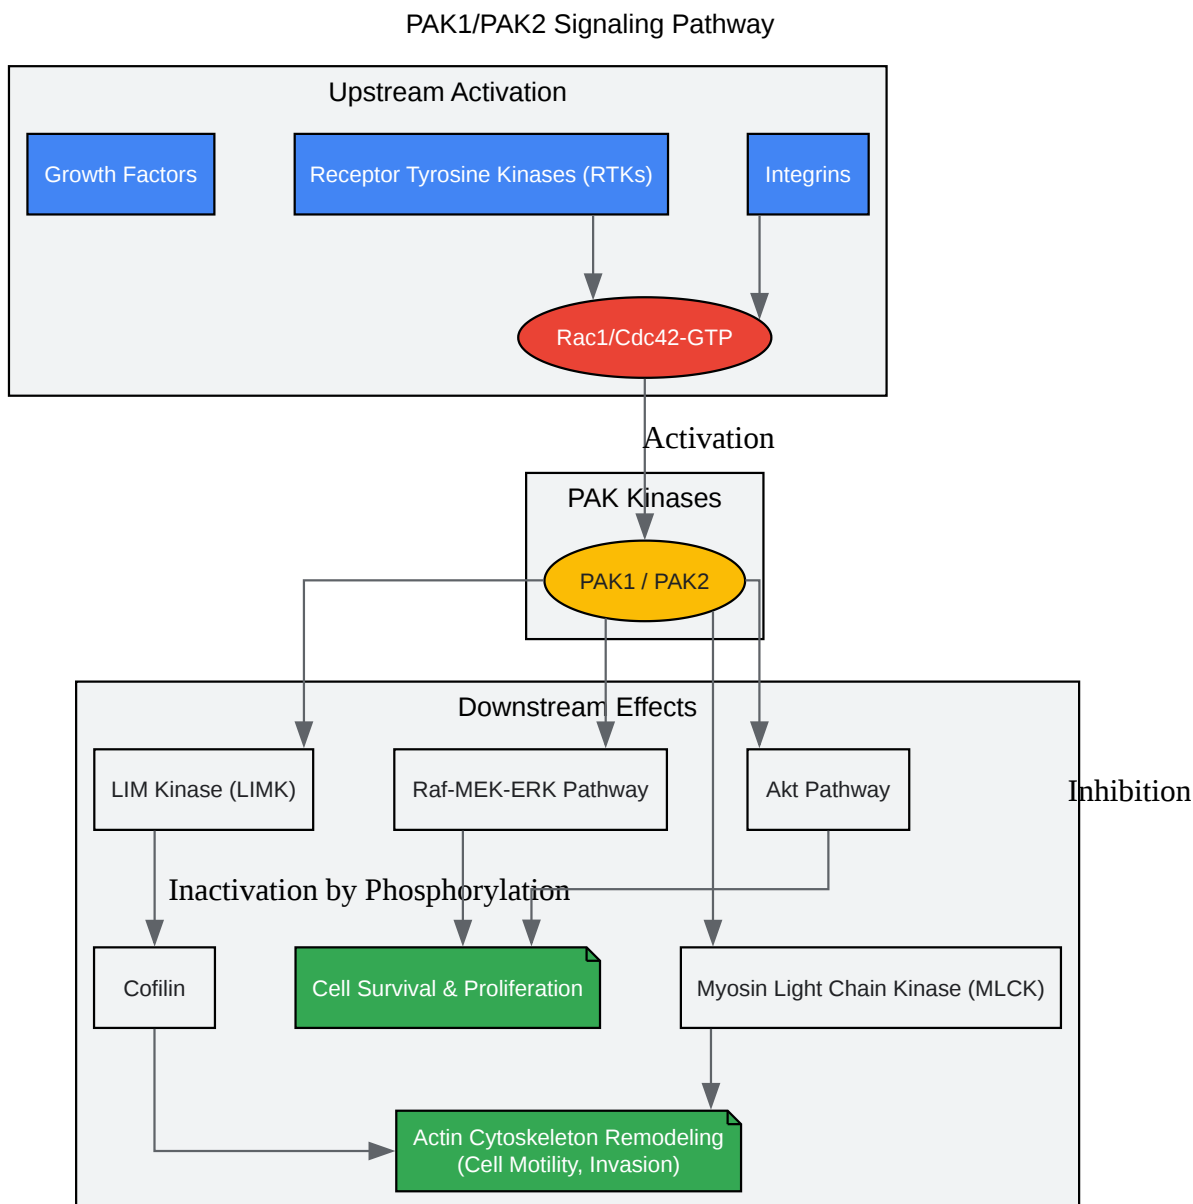 PAK1/PAK2 Signaling Pathway
Upstream Activation
Growth Factors
Receptor Tyrosine Kinases (RTKs)
Integrins
Rac1/Cdc42-GTP
Activation
PAK Kinases
PAK1 / PAK2
Downstream Effects
LIM Kinase (LIMK)
Raf-MEK-ERK Pathway
Akt Pathway
Inhibition
Inactivation by Phosphorylation
Cofilin
Cell Survival & Proliferation
Myosin Light Chain Kinase (MLCK)
Actin Cytoskeleton Remodeling
(Cell Motility, Invasion)